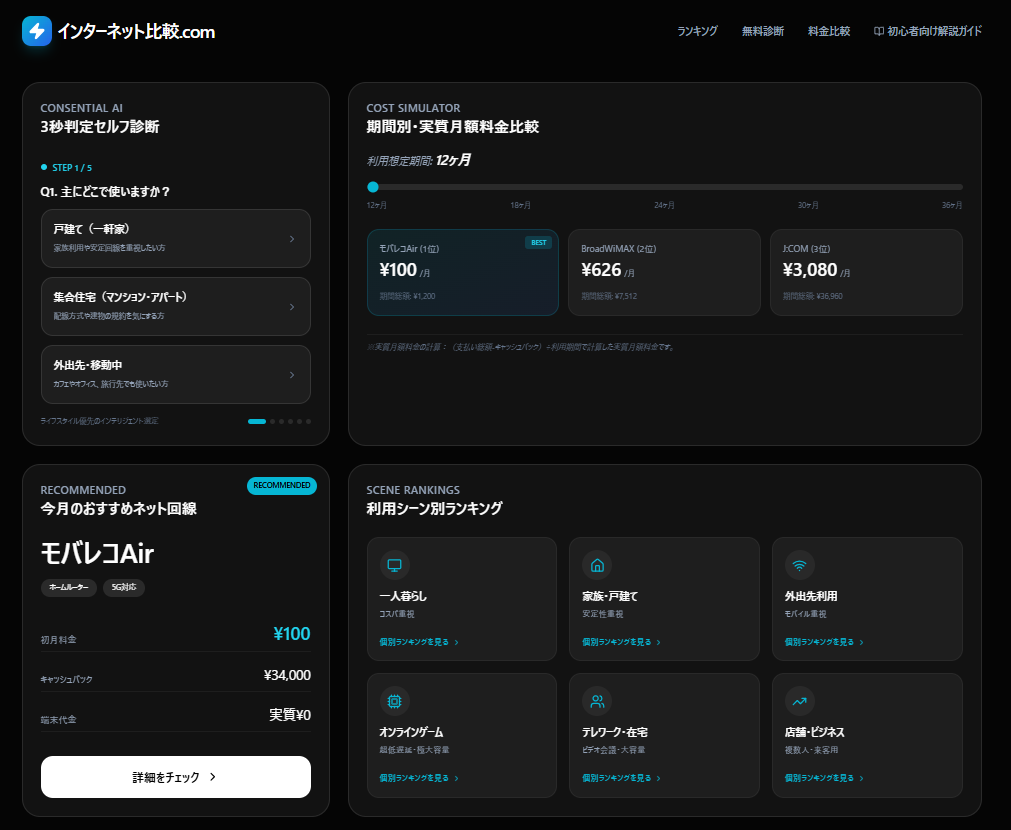 インターネット比較.com
ランキング
無料診断
料金比較
初心者向け解説ガイド
CONSENTIAL AI
3秒判定セルフ診断
STEP 1 / 5
Q1. 主にどこで使いますか？
戸建て（一軒家）
家族利用や安定回線を重視したい方
集合住宅（マンション・アパート）
配線方式や建物の規約を気にする方
外出先・移動中
カフェやオフィス、旅行先でも使いたい方
ライフスタイル優先のインテリジェント選定
COST SIMULATOR
期間別・実質月額料金比較
利用想定期間: 12ヶ月
12ヶ月
18ヶ月
24ヶ月
30ヶ月
36ヶ月
モバレコAir (1位)
BEST
¥100 /月
期間総額: ¥1,200
BroadWiMAX (2位)
¥626 /月
期間総額: ¥7,512
J:COM (3位)
¥3,080 /月
期間総額: ¥36,960
※実質月額料金の計算：（支払い総額-キャッシュバック）÷利用期間で計算した実質月額料金です。
RECOMMENDED
RECOMMENDED
今月のおすすめネット回線
モバレコAir
ホームルーター
5G対応
初月料金
¥100
キャッシュバック
¥34,000
端末代金
実質¥0
詳細をチェック
SCENE RANKINGS
利用シーン別ランキング
一人暮らし
コスパ重視
個別ランキングを見る
家族・戸建て
安定性重視
個別ランキングを見る
外出先利用
モバイル重視
個別ランキングを見る
オンラインゲーム
超低遅延・極大容量
個別ランキングを見る
テレワーク・在宅
ビデオ会議・大容量
個別ランキングを見る
店舗・ビジネス
複数人・来客用
個別ランキングを見る